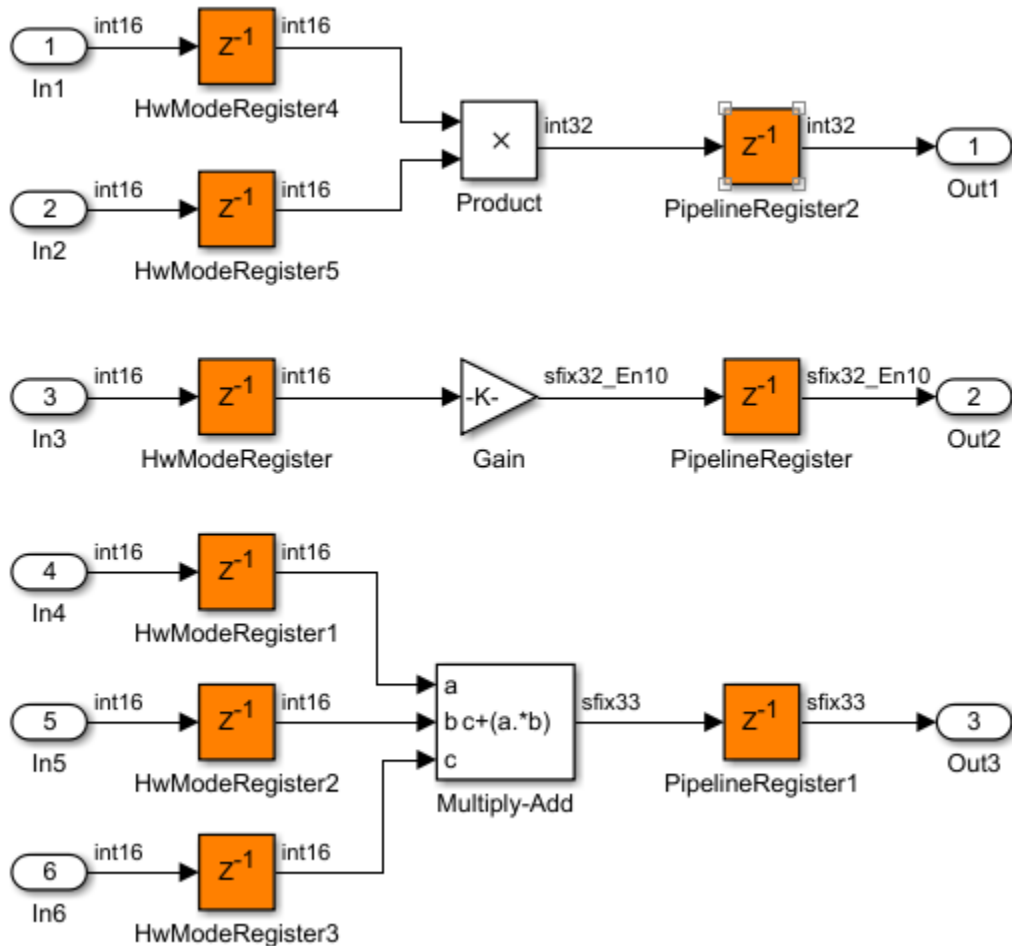 int16
int16
1
Z-1
In1
HwModeRegister4
×
int32
Z-1
int32
1
int16
int16
Product
PipelineRegister2
Out1
2
Z-1
In2
HwModeRegister5
int16
int16
sfix32_En10
sfix32_En10
3
Z-1
-K-
Z-1
2
In3
HwModeRegister
Gain
PipelineRegister
Out2
int16
int16
4
Z-1
In4
HwModeRegister1
int16
int16
a
sfix33
sfix33
5
Z-1
b c+(a.*b)
Z-1
3
c
In5
HwModeRegister2
Multiply-Add
PipelineRegister1
Out3
int16
int16
6
Z-1
In6
HwModeRegister3